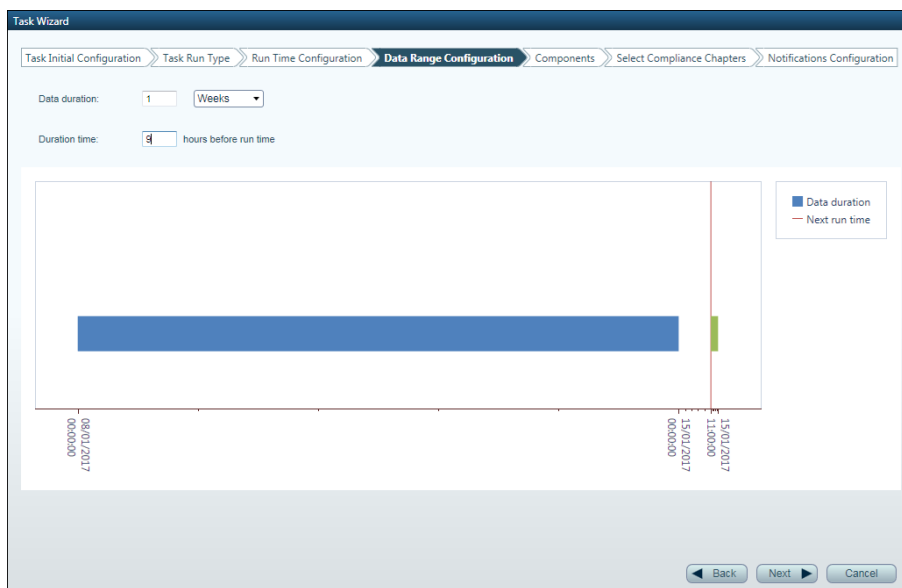 Task Wizard
Task Initial Configuration Task Run Type Run Time Configuration Data Range Configuration Components Select Compliance Chapters Notifications Configuration
Data duration: 1 Weeks
Duration time: 9 hours before run time
Data duration
Next run time
08/01/2017
00:00:00
15/01/2017
00:00:00
15/01/2017
11:00:00
Back Next Cancel